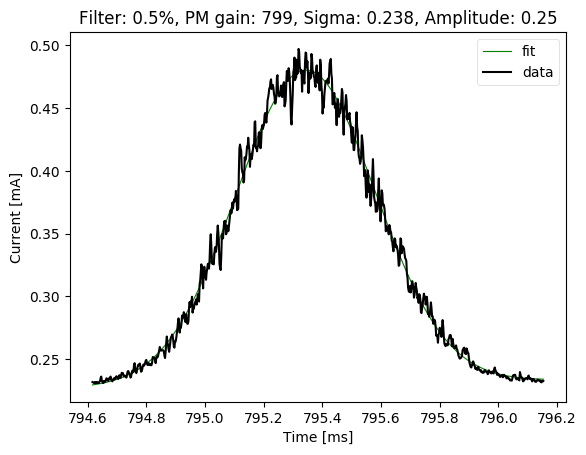 Filter: 0.5%, PM gain: 799, Sigma: 0.238, Amplitude: 0.25
fit
data
0.50
0.45
0.40
0.35
0.30
0.25
Current [mA]
794.6 794.8 795.0 795.2 795.4 795.6 795.8 796.0 796.2
Time [ms]